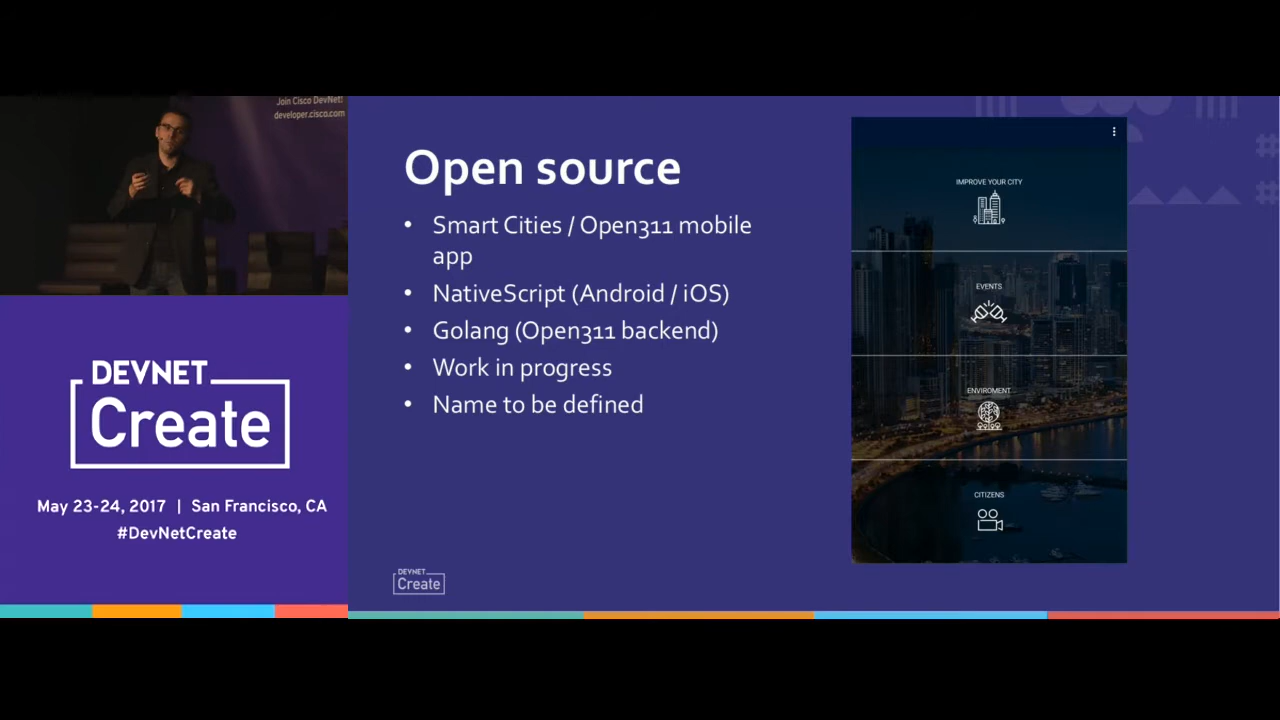 Join Cisco DevNet!
developer.cisco.com
DEVNET
Create
May 23-24, 2017 | San Francisco, CA
#DevNetCreate
Open source
• Smart Cities / Open311 mobile
app
• NativeScript (Android / iOS)
• Golang (Open311 backend)
• Work in progress
• Name to be defined
IMPROVE YOUR CITY
EVENTS
ENVIROMENT
CITIZENS
DEVNET
Create